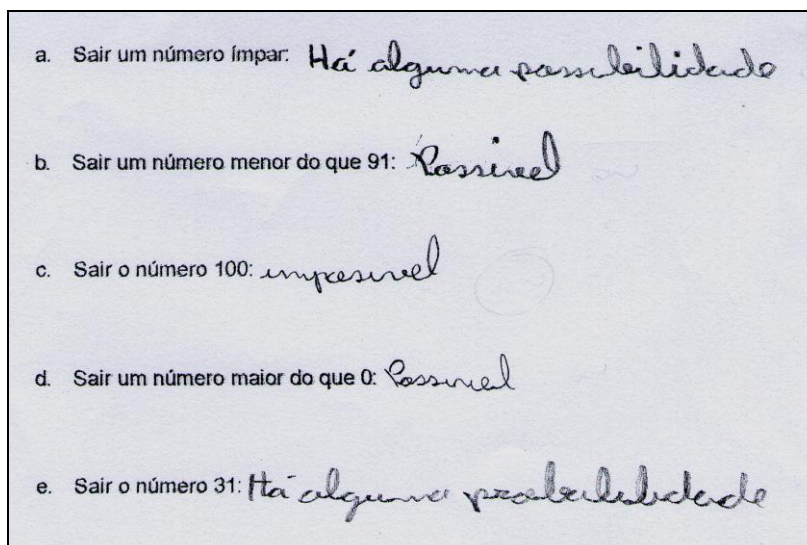 a. Sair um número ímpar: Há alguma possibilidade
b. Sair um número menor do que 91: Possivel
c. Sair o número 100: impossivel
d. Sair um número maior do que 0: Possivel
e. Sair o número 31: Há alguma